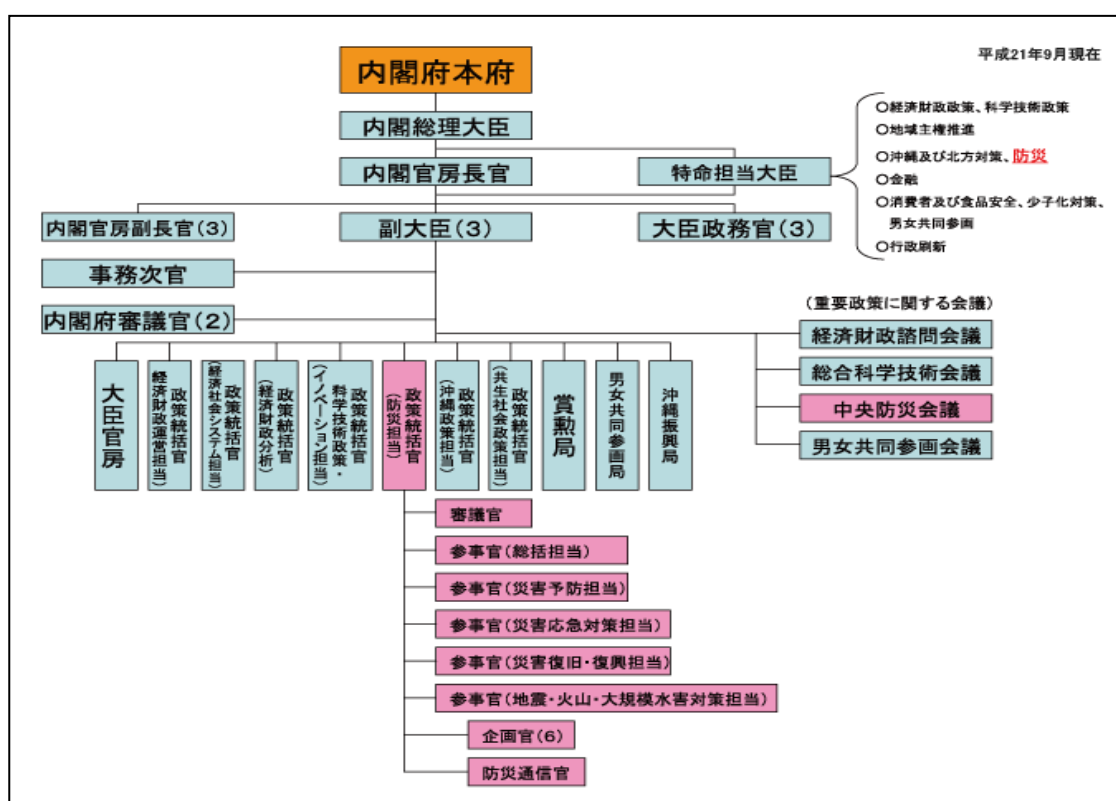 平成21年9月現在
内閣府本府
内閣総理大臣
内閣官房長官
特命担当大臣
〇経済財政政策、科学技術政策
〇地域主権推進
〇沖縄及び北方対策、防災
〇金融
〇消費者及び食品安全、少子化対策、
男女共同参画
〇行政刷新
内閣官房副長官(3)
副大臣(3)
大臣政務官(3)
事務次官
内閣府審議官(2)
(重要政策に関する会議)
経済財政諮問会議
総合科学技術会議
中央防災会議
男女共同参画会議
大臣官房
政策統括官
(経済財政運営担当)
政策統括官
(経済社会システム担当)
政策統括官
(経済財政分析)
政策統括官
科学技術政策・
(イノベーション担当)
政策統括官
(防災担当)
政策統括官
(沖縄政策担当)
政策統括官
(共生社会政策担当)
賞勲局
男女共同参画局
沖縄振興局
審議官
参事官(総括担当)
参事官(災害予防担当)
参事官(災害応急対策担当)
参事官(災害復旧・復興担当)
参事官(地震・火山・大規模水害対策担当)
企画官(6)
防災通信官